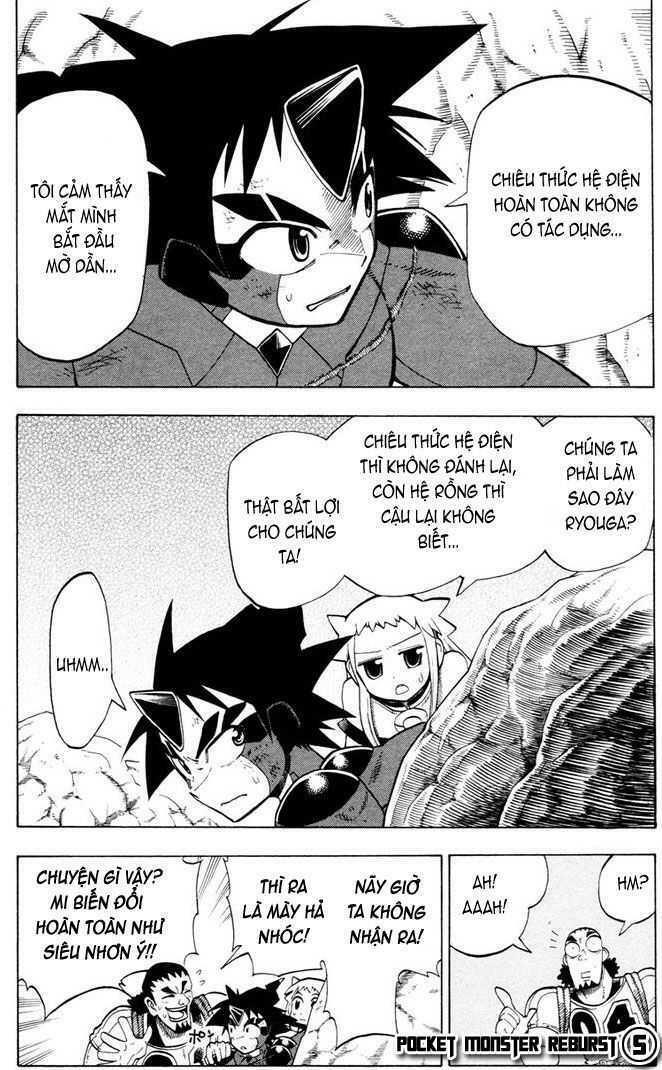 CHIÊU THỨC HỆ ĐIỆN
HOÀN TOÀN KHÔNG
CÓ TÁC DỤNG...
TÔI CẢM THẤY
MẮT MÌNH
BẮT ĐẦU
MỜ DẦN...
CHÚNG TA
PHẢI LÀM
SAO ĐÂY
RYOUGA?
CHIÊU THỨC HỆ ĐIỆN
THÌ KHÔNG ĐÁNH LẠI,
CÒN HỆ RỒNG THÌ
CẬU LẠI KHÔNG
BIẾT...
THẬT BẤT LỢI
CHO CHÚNG
TA!
UHMM..
HM?
AH!
AAAH!
NÃY GIỜ
TA KHÔNG
NHẬN RA!
THÌ RA
LÀ MÀY HẢ
NHÓC!
CHUYỆN GÌ VẬY?
MI BIẾN ĐỔI
HOÀN TOÀN NHƯ
SIÊU NHƠN Ý!!
04
POCKET MONSTER REBURST 5